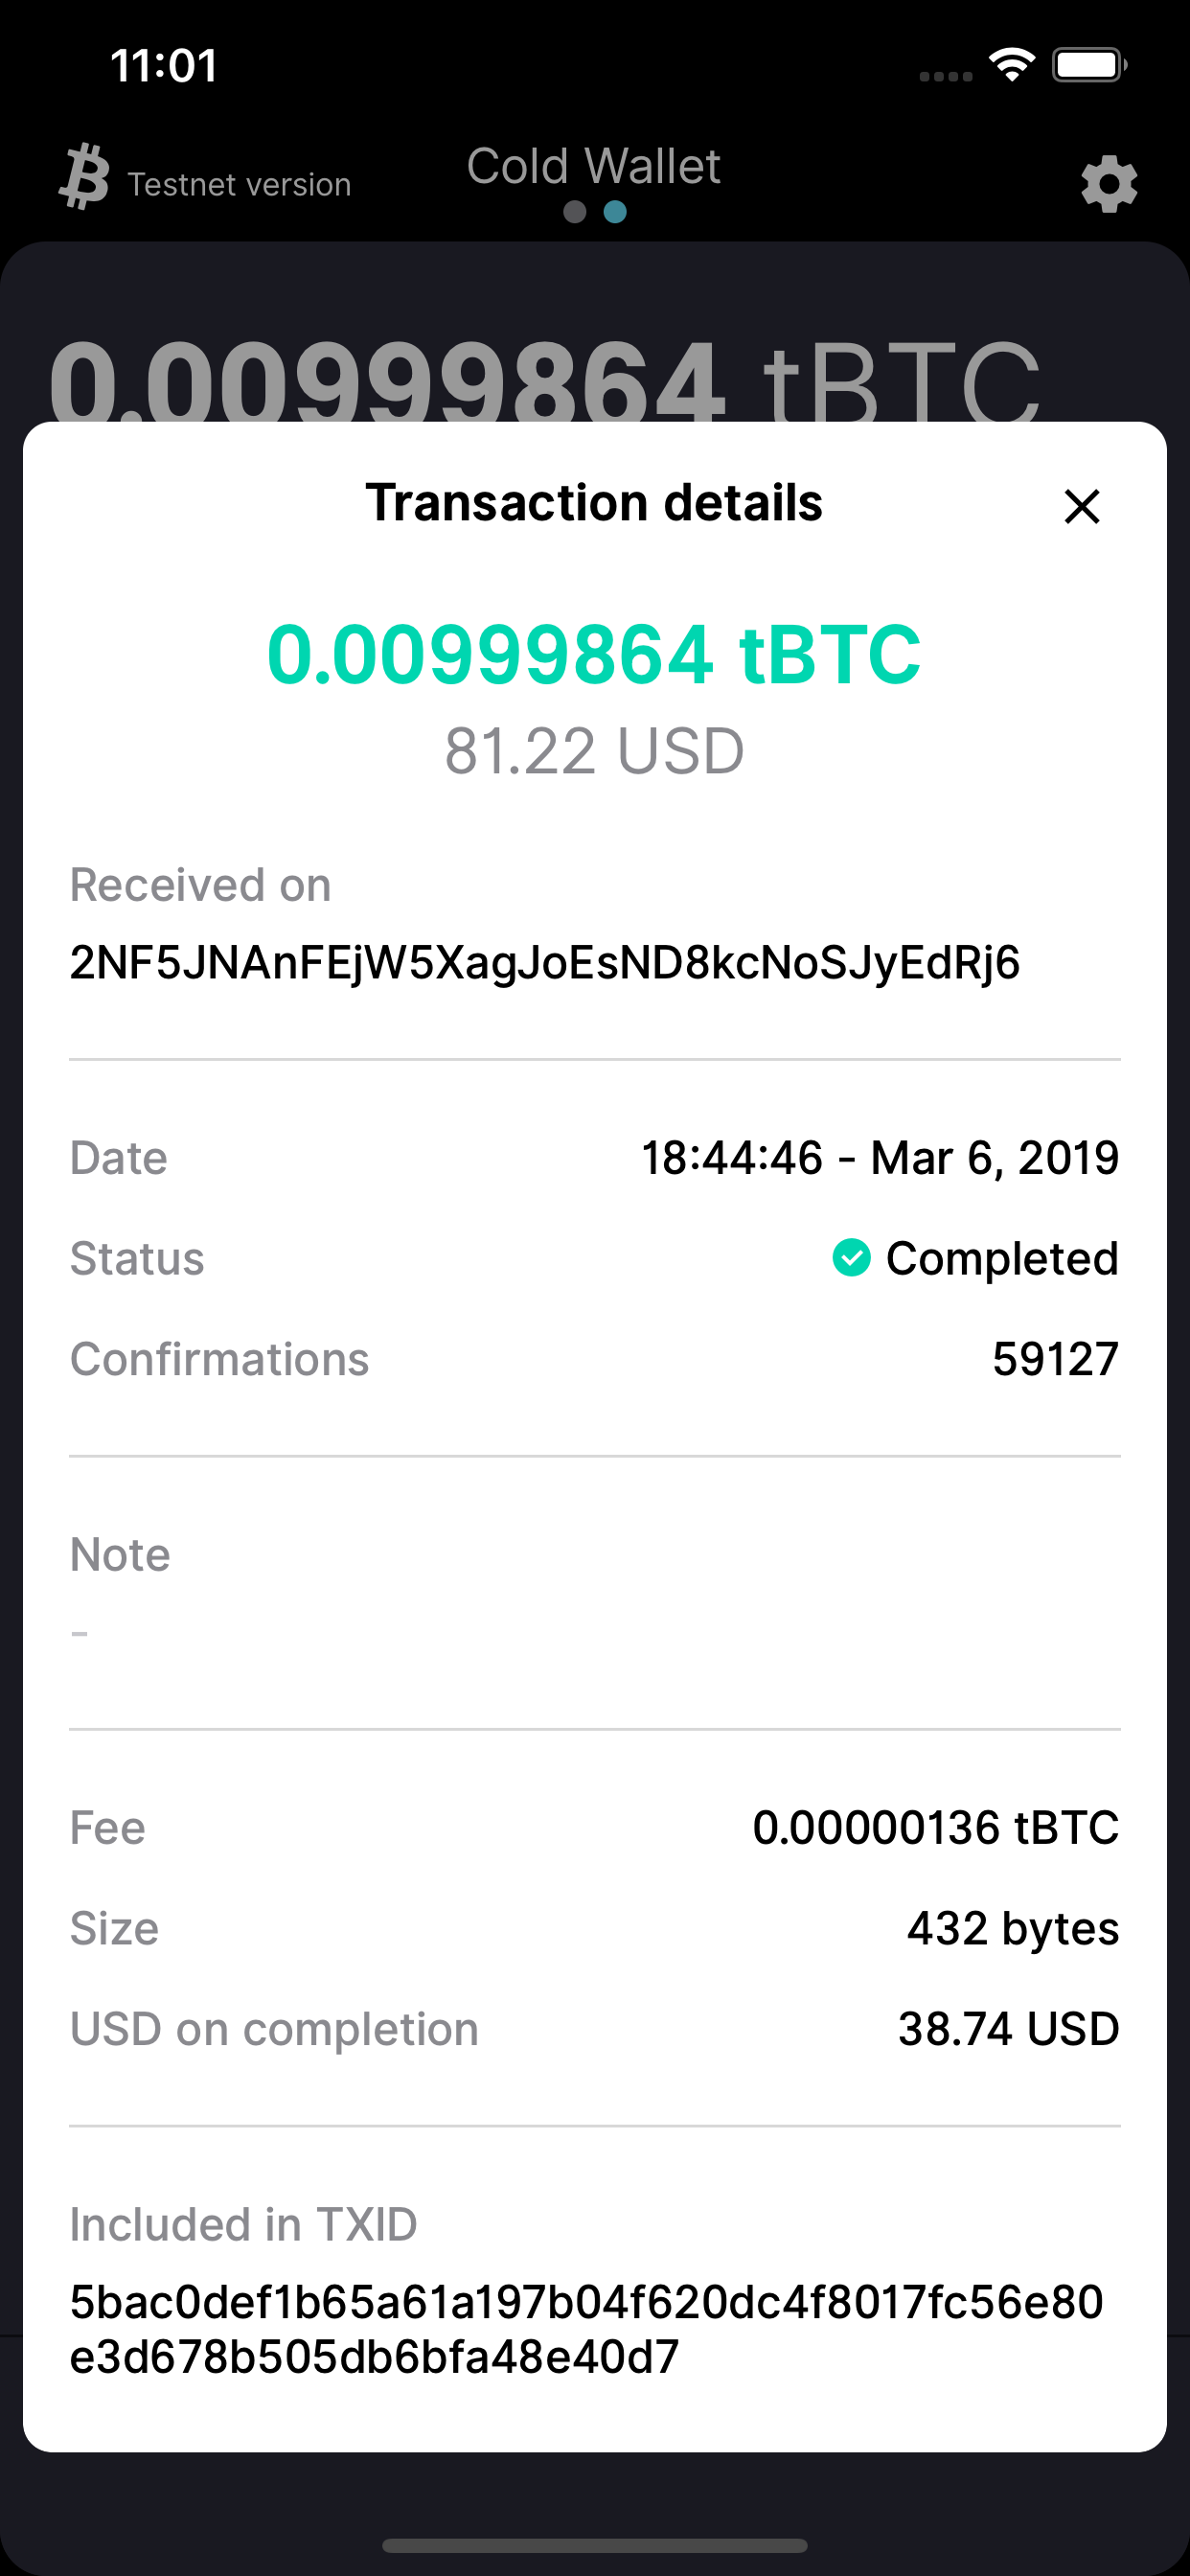 11:01
Testnet version
Cold Wallet
0.00999864 tBTC
Transaction details
0.00999864 tBTC
81.22 USD
Received on
2NF5JNAnFEjW5XagJoEsND8kcNoSJyEdRj6
Date 18:44:46 - Mar 6, 2019
Status Completed
Confirmations 59127
Note
-
Fee 0.00000136 tBTC
Size 432 bytes
USD on completion 38.74 USD
Included in TXID
5bac0def1b65a61a197b04f620dc4f8017fc56e80
e3d678b505db6bfa48e40d7